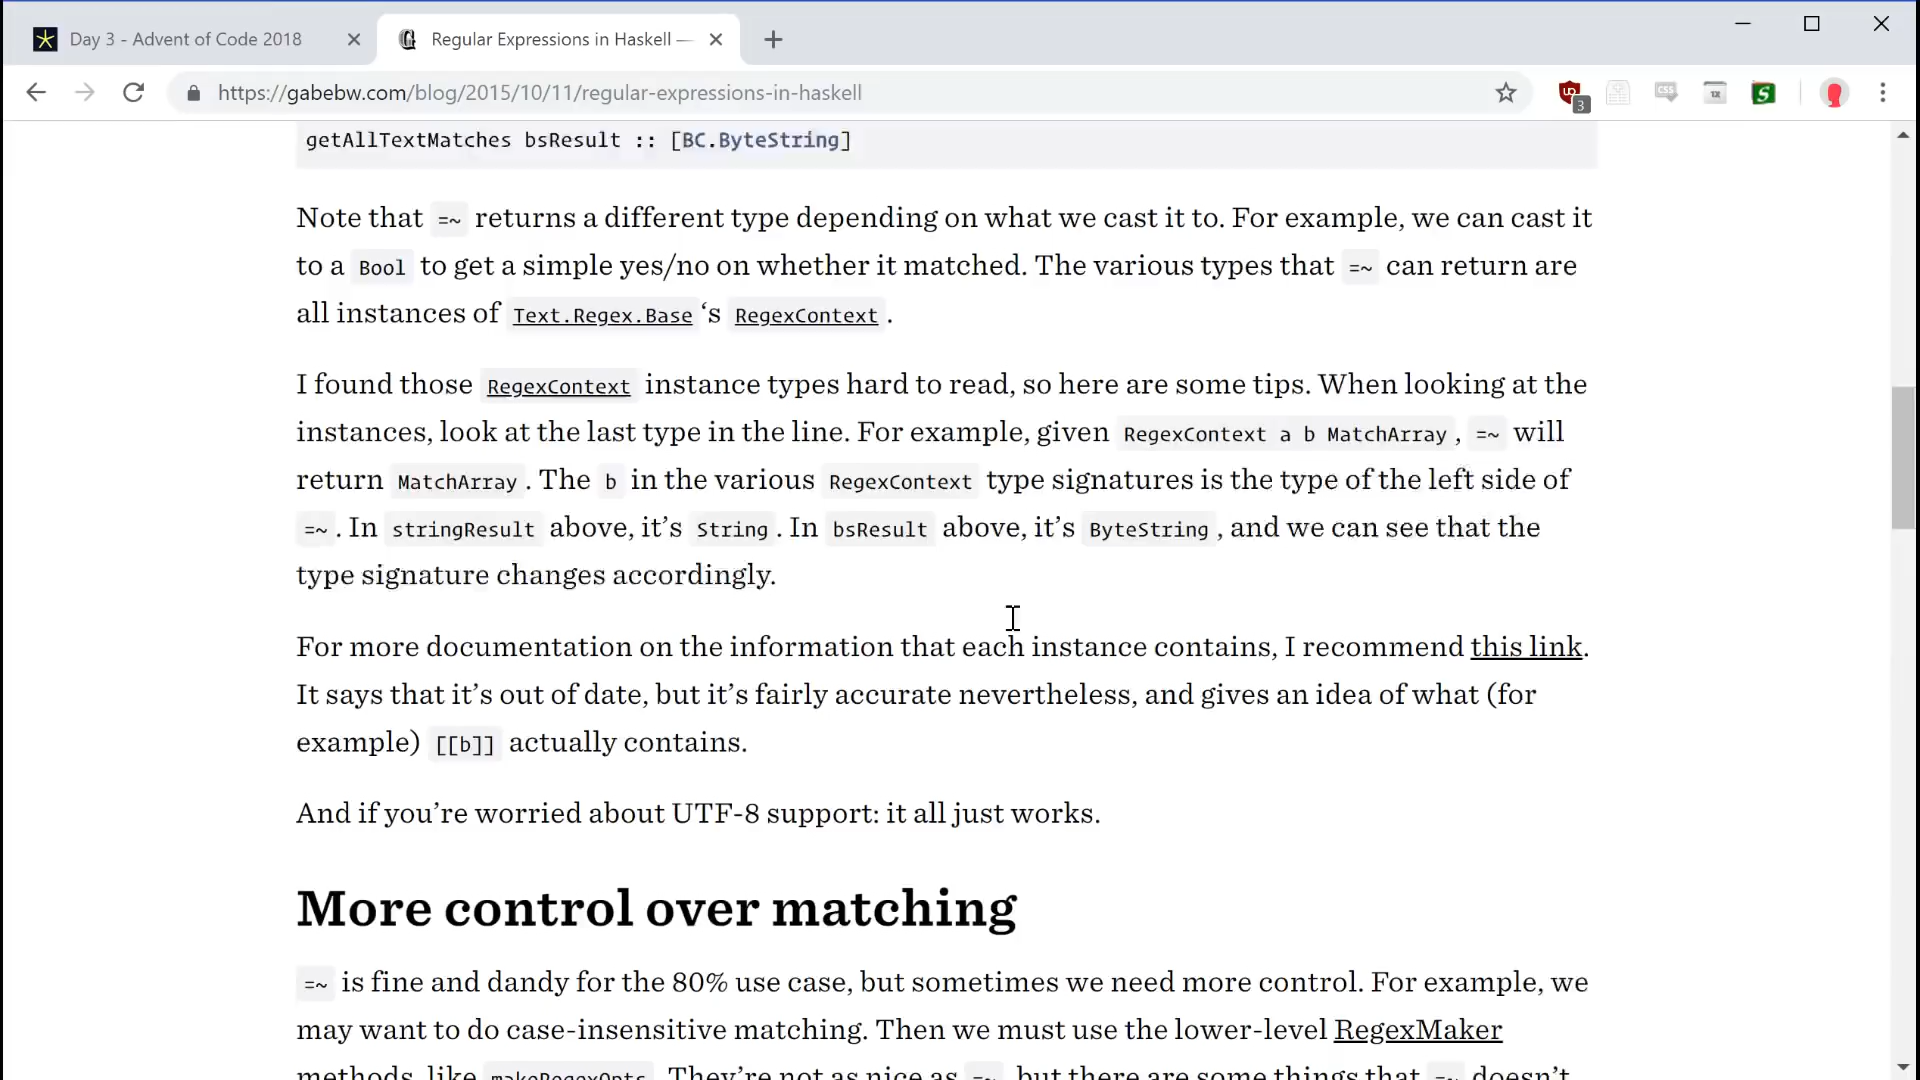 Day 3 - Advent of Code 2018
Regular Expressions in Haskell —
https://gabebw.com/blog/2015/10/11/regular-expressions-in-haskell
3
getAllTextMatches bsResult :: [BC.ByteString]
Note that =~ returns a different type depending on what we cast it to. For example, we can cast it
to a Bool to get a simple yes/no on whether it matched. The various types that =~ can return are
all instances of Text.Regex.Base ‘s RegexContext .
I found those RegexContext instance types hard to read, so here are some tips. When looking at the
instances, look at the last type in the line. For example, given RegexContext a b MatchArray , =~ will
return MatchArray . The b in the various RegexContext type signatures is the type of the left side of
=~ . In stringResult above, it’s String . In bsResult above, it’s ByteString , and we can see that the
type signature changes accordingly.
For more documentation on the information that each instance contains, I recommend this link.
It says that it’s out of date, but it’s fairly accurate nevertheless, and gives an idea of what (for
example) [[b]] actually contains.
And if you’re worried about UTF-8 support: it all just works.
More control over matching
=~ is fine and dandy for the 80% use case, but sometimes we need more control. For example, we
may want to do case-insensitive matching. Then we must use the lower-level RegexMaker
methods, like makeRegexOpts . They’re not as nice as =~ , but there are some things that =~ doesn’t